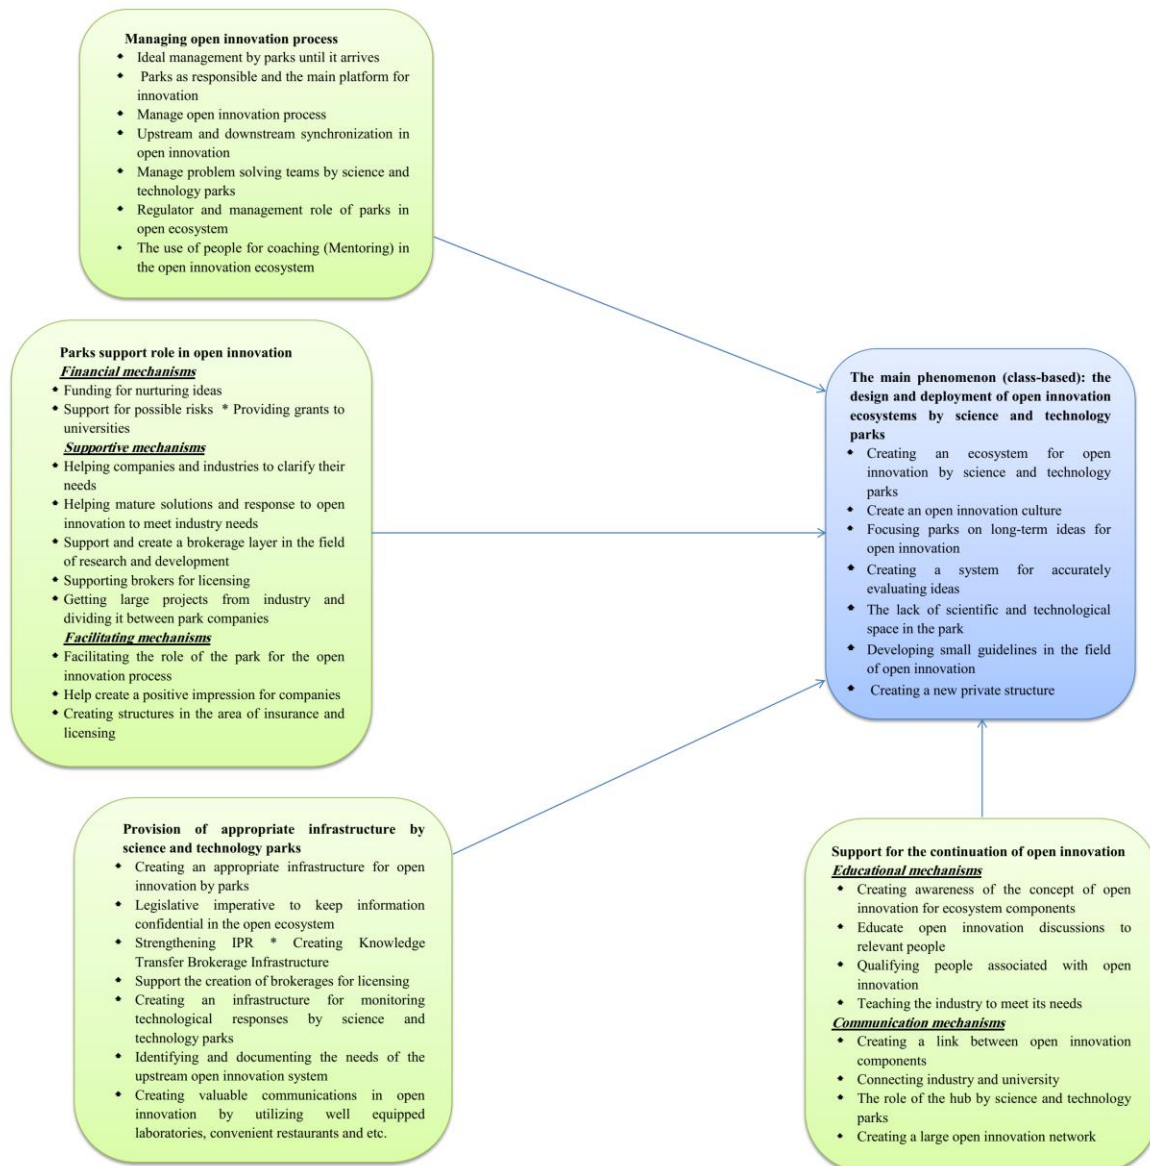 Managing open innovation process
◆ Ideal management by parks until it arrives
◆ Parks as responsible and the main platform for
innovation
◆ Manage open innovation process
◆ Upstream and downstream synchronization in
open innovation
◆ Manage problem solving teams by science and
technology parks
◆ Regulator and management role of parks in
open ecosystem
◆ The use of people for coaching (Mentoring) in
the open innovation ecosystem
Parks support role in open innovation
Financial mechanisms
◆ Funding for nurturing ideas
◆ Support for possible risks * Providing grants to
universities
Supportive mechanisms
◆ Helping companies and industries to clarify their
needs
◆ Helping mature solutions and response to open
innovation to meet industry needs
◆ Support and create a brokerage layer in the field
of research and development
◆ Supporting brokers for licensing
◆ Getting large projects from industry and
dividing it between park companies
Facilitating mechanisms
◆ Facilitating the role of the park for the open
innovation process
◆ Help create a positive impression for companies
◆ Creating structures in the area of insurance and
licensing
The main phenomenon (class-based): the
design and deployment of open innovation
ecosystems by science and technology
parks
◆ Creating an ecosystem for open
innovation by science and technology
parks
◆ Create an open innovation culture
◆ Focusing parks on long-term ideas for
open innovation
◆ Creating a system for accurately
evaluating ideas
◆ The lack of scientific and technological
space in the park
◆ Developing small guidelines in the field
of open innovation
◆ Creating a new private structure
Provision of appropriate infrastructure by
science and technology parks
◆ Creating an appropriate infrastructure for open
innovation by parks
◆ Legislative imperative to keep information
confidential in the open ecosystem
◆ Strengthening IPR * Creating Knowledge
Transfer Brokerage Infrastructure
◆ Support the creation of brokerages for licensing
◆ Creating an infrastructure for monitoring
technological responses by science and
technology parks
◆ Identifying and documenting the needs of the
upstream open innovation system
◆ Creating valuable communications in open
innovation by utilizing well equipped
laboratories, convenient restaurants and etc.
Support for the continuation of open innovation
Educational mechanisms
◆ Creating awareness of the concept of open
innovation for ecosystem components
◆ Educate open innovation discussions to
relevant people
◆ Qualifying people associated with open
innovation
◆ Teaching the industry to meet its needs
Communication mechanisms
◆ Creating a link between open innovation
components
◆ Connecting industry and university
◆ The role of the hub by science and technology
parks
◆ Creating a large open innovation network